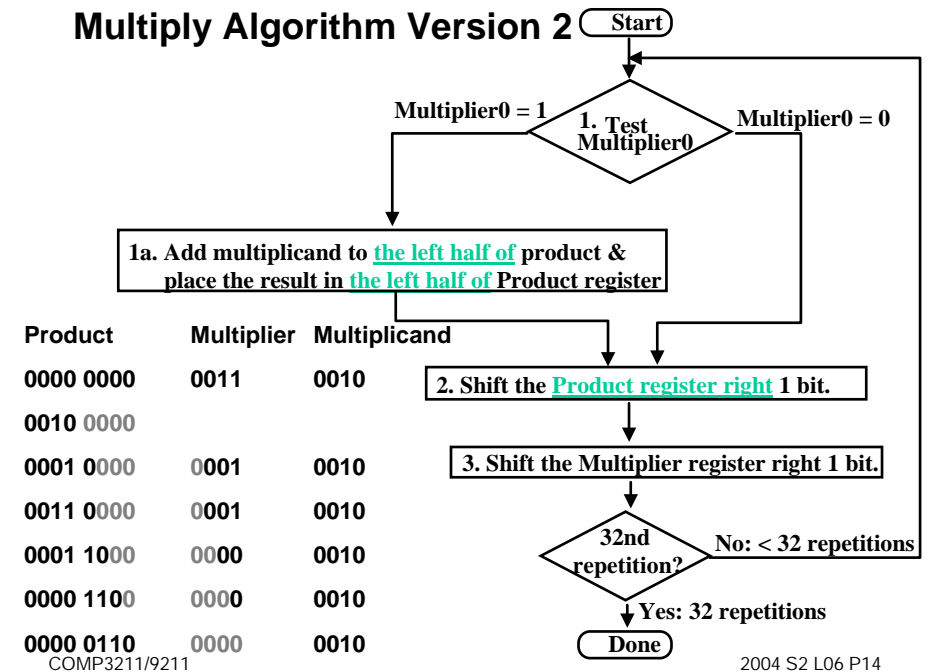 Multiply Algorithm Version 2
Start
Multiplier0 = 1
1. Test
Multiplier0
Multiplier0 = 0
1a. Add multiplicand to the left half of product &
place the result in the left half of Product register
Product Multiplier Multiplicand
0000 0000 0011 0010
0010 0000
0001 0000 0001 0010
0011 0000 0001 0010
0001 1000 0000 0010
0000 1100 0000 0010
0000 0110 0000 0010
2. Shift the Product register right 1 bit.
3. Shift the Multiplier register right 1 bit.
32nd
repetition?
No: < 32 repetitions
Yes: 32 repetitions
Done
COMP3211/9211
2004 S2 L06 P14